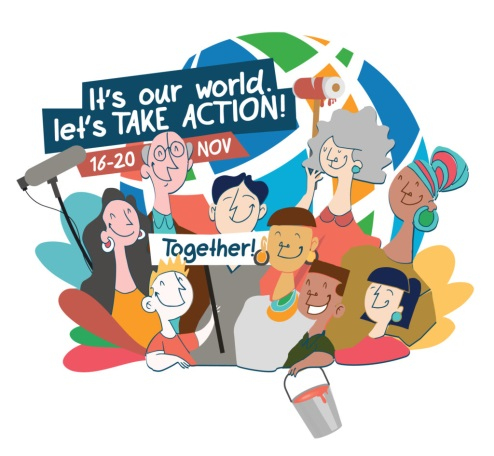 It's our world.
let's TAKE ACTION!
16-20 NOV
Together!